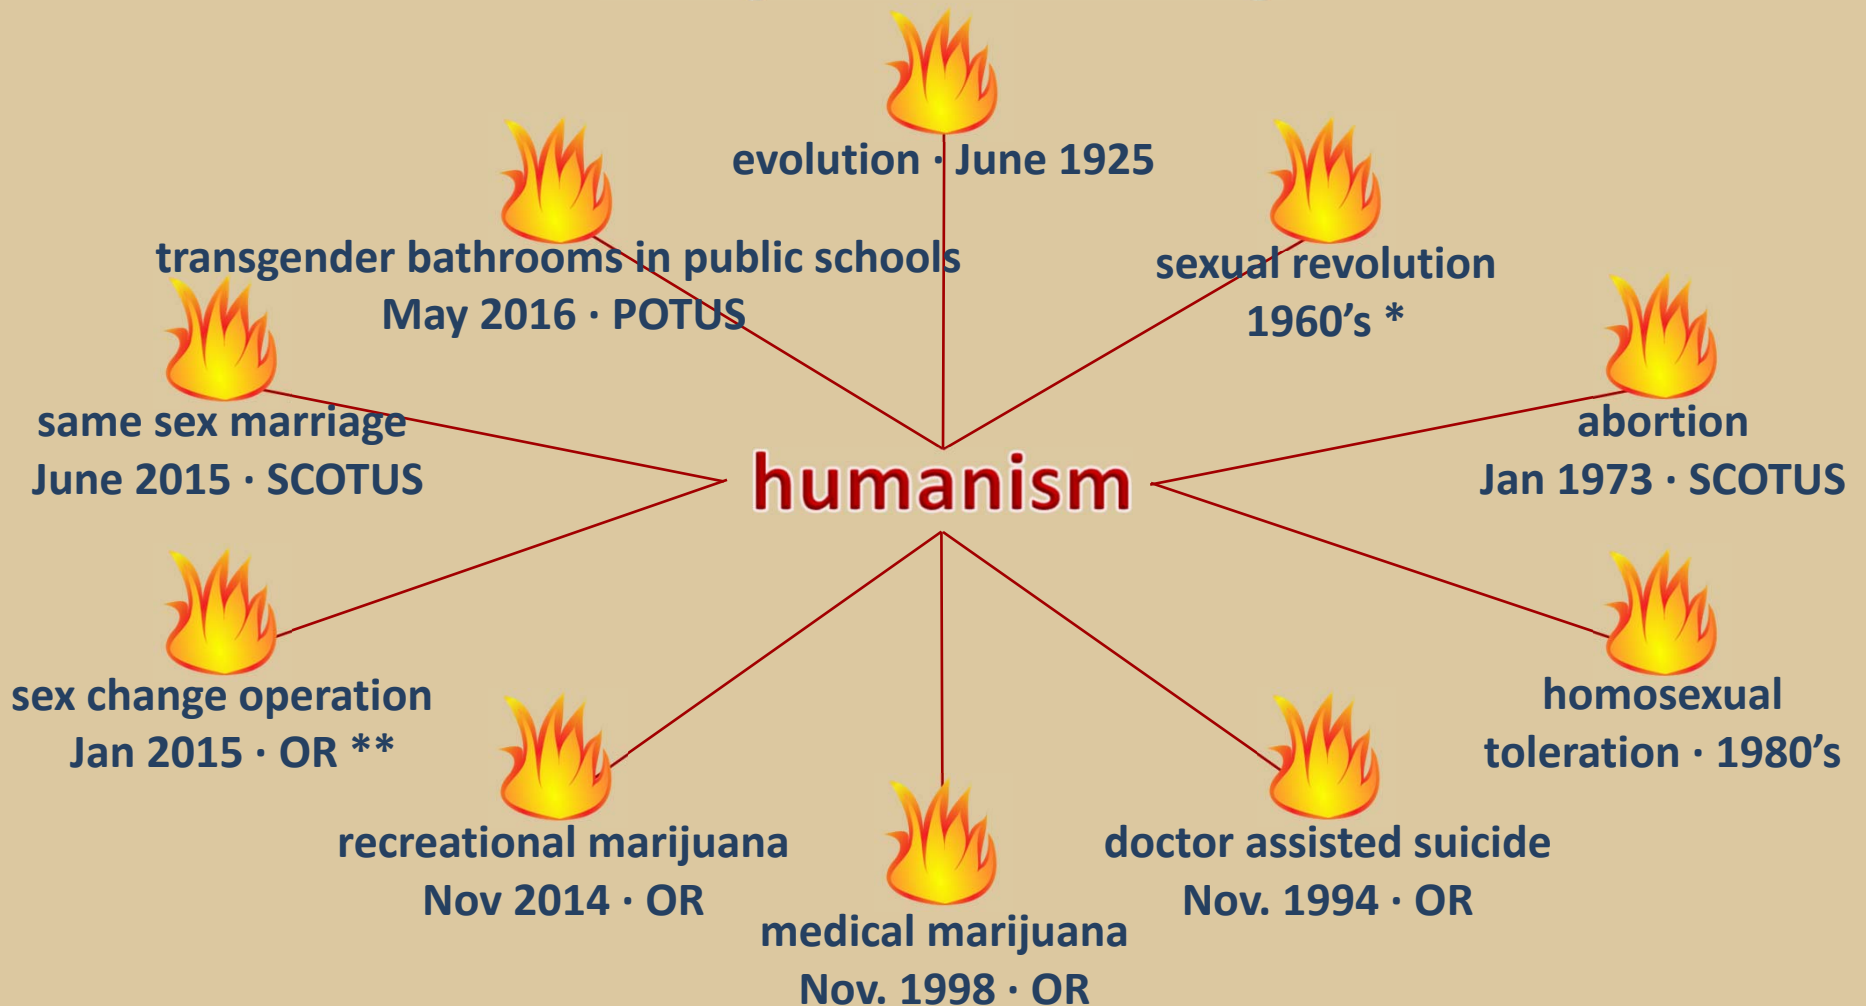 evolution · June 1925
transgender bathrooms in public schools
May 2016 · POTUS
sexual revolution
1960’s *
same sex marriage
June 2015 · SCOTUS
humanism
abortion
Jan 1973 · SCOTUS
sex change operation
Jan 2015 · OR **
homosexual
toleration · 1980’s
recreational marijuana
Nov 2014 · OR
doctor assisted suicide
Nov. 1994 · OR
medical marijuana
Nov. 1998 · OR